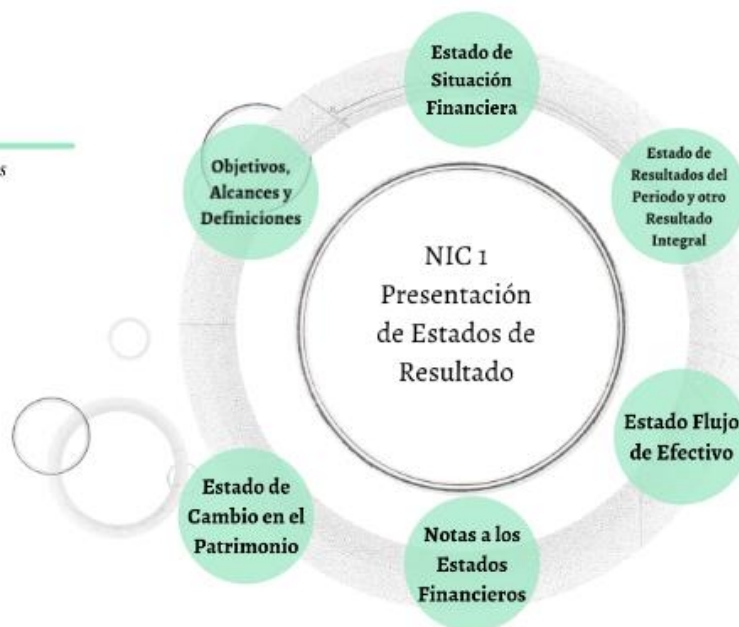 s
Estado de
Situación
Financiera
Estado de
Resultados del
Periodo y otro
Resultado
Integral
Estado Flujo
de Efectivo
Notas a los
Estados
Financieros
Estado de
Cambio en el
Patrimonio
Objetivos,
Alcances y
Definiciones
NIC 1
Presentación
de Estados de
Resultado